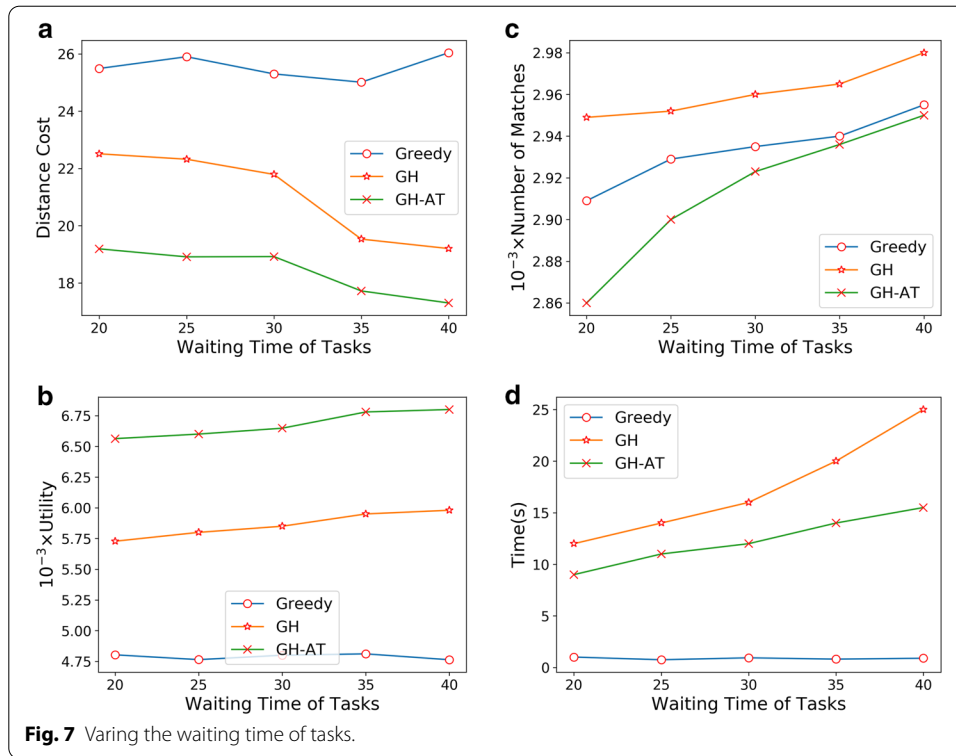 a
26
24
22
20
18
Distance Cost
Greedy
GH
GH-AT
20 25 30 35 40
Waiting Time of Tasks
c
2.98
2.96
2.94
2.92
2.90
2.88
2.86
10⁻³×Number of Matches
Greedy
GH
GH-AT
20 25 30 35 40
Waiting Time of Tasks
b
6.75
6.50
6.25
6.00
5.75
5.50
5.25
5.00
4.75
10⁻³×Utility
Greedy
GH
GH-AT
20 25 30 35 40
Waiting Time of Tasks
d
25
20
15
10
5
0
Time(s)
Greedy
GH
GH-AT
20 25 30 35 40
Waiting Time of Tasks
Fig. 7 Varing the waiting time of tasks.